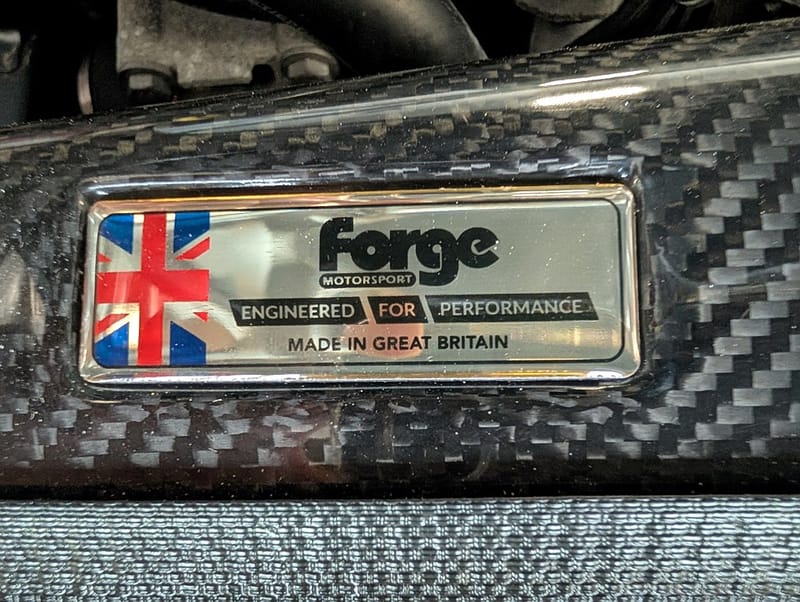 forge
MOTORSPORT
ENGINEERED FOR PERFORMANCE
MADE IN GREAT BRITAIN